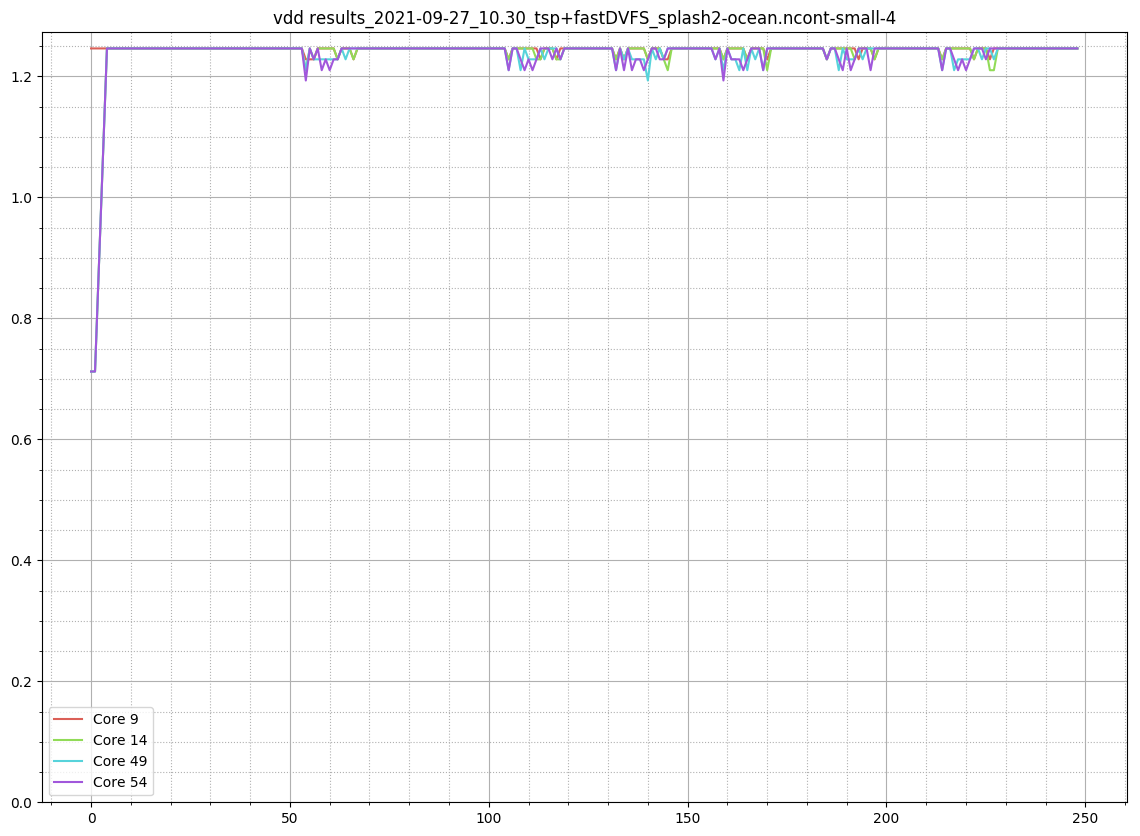 vdd results_2021-09-27_10.30_tsp+fastDVFS_splash2-ocean.ncont-small-4
1.2
1.0
0.8
0.6
0.4
0.2
0.0
Core 9
Core 14
Core 49
Core 54
0 50 100 150 200 250